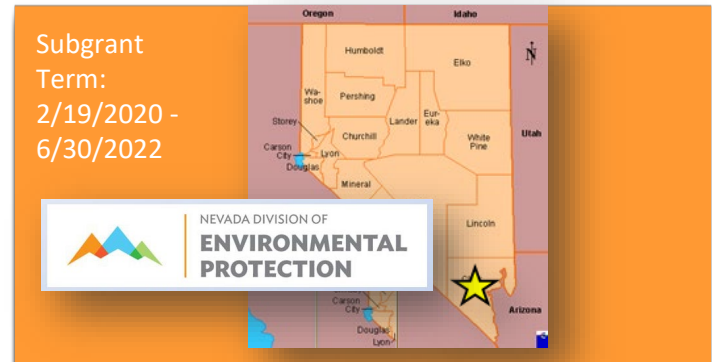 Subgrant
Term:
2/19/2020 -
6/30/2022
Oregon
Idaho
Humboldt
Elko
N
Wa-
shoe
Pershing
Lander
Eur-
eka
Storey
Churchill
White
Pine
Utah
Carson
City
Lyon
Douglas
Mineral
Lincoln
NEVADA DIVISION OF
ENVIRONMENTAL
PROTECTION
Arizona
Carson
City
Douglas
Lyon